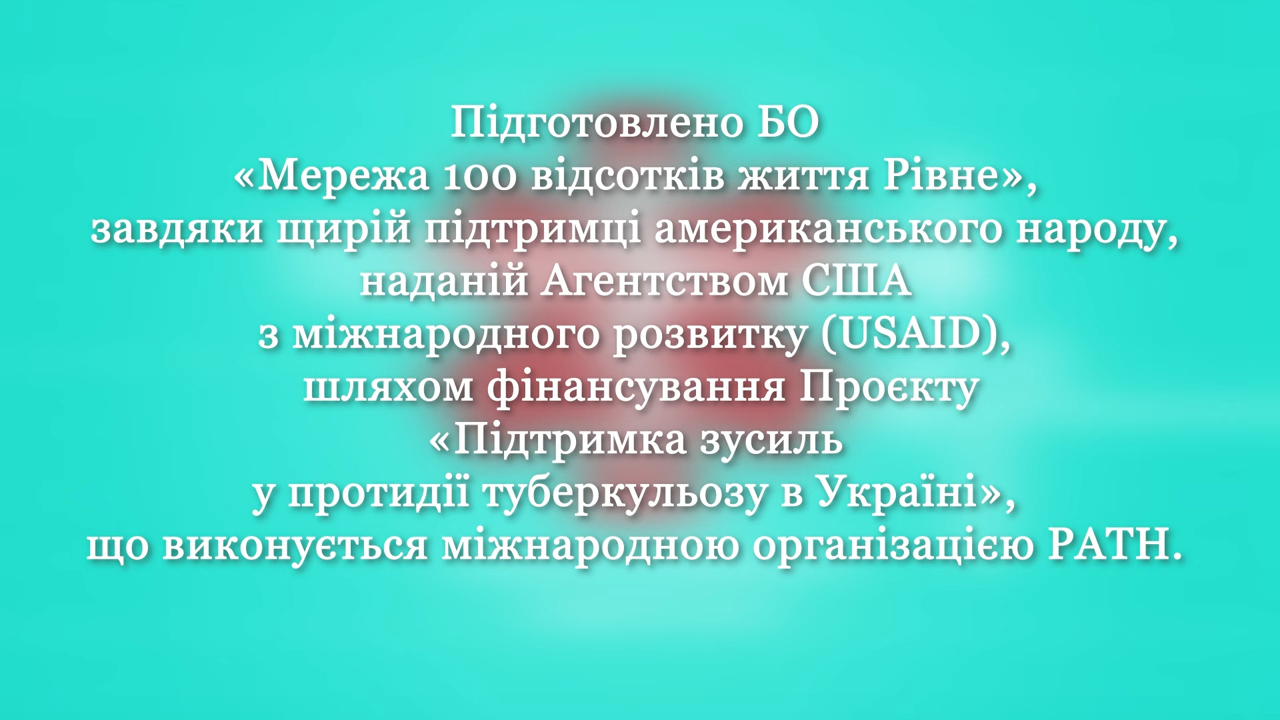 Підготовлено БО
«Мережа 100 відсотків життя Рівне»,
завдяки щирій підтримці американського народу,
наданій Агентством США
з міжнародного розвитку (USAID),
шляхом фінансування Проєкту
«Підтримка зусиль
у протидії туберкульозу в Україні»,
що виконується міжнародною організацією PATH.